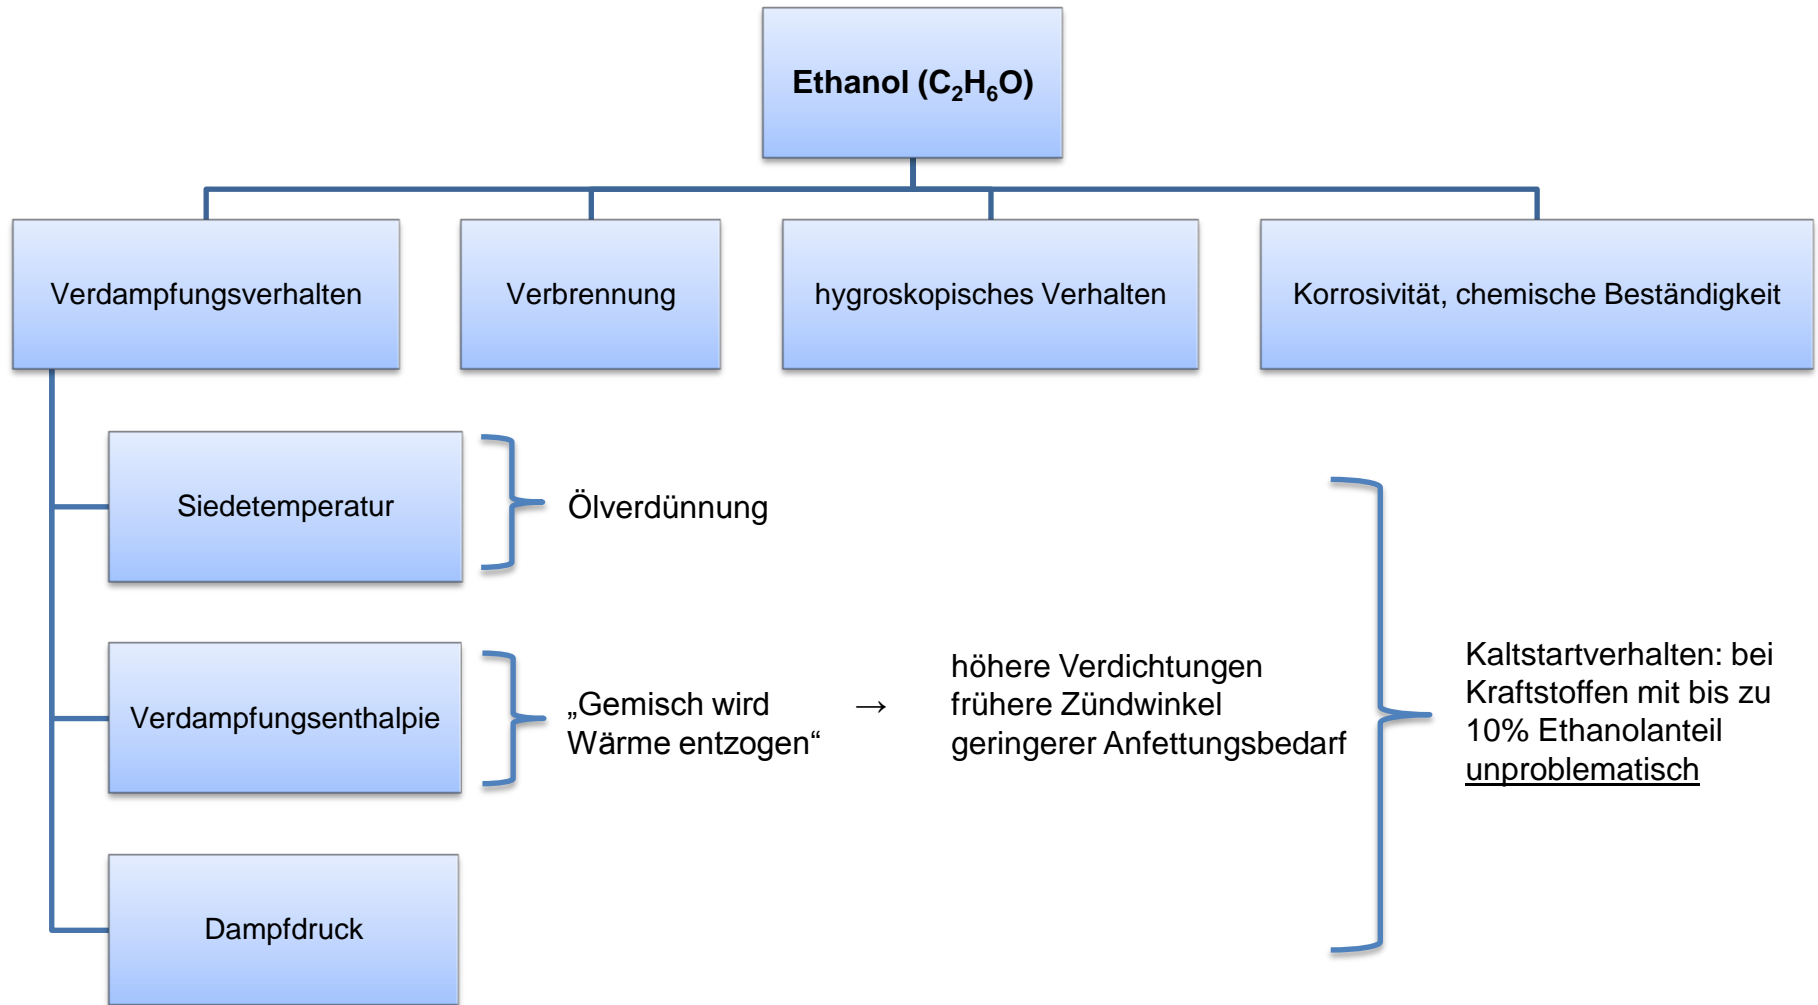 Ethanol (C₂H₆O)
Verdampfungsverhalten
Verbrennung
hygroskopisches Verhalten
Korrosivität, chemische Beständigkeit
Siedetemperatur
Ölverdünnung
Verdampfungsenthalpie
„Gemisch wird
Wärme entzogen“
→
höhere Verdichtungen
frühere Zündwinkel
geringerer Anfettungsbedarf
Kaltstartverhalten: bei
Kraftstoffen mit bis zu
10% Ethanolanteil
unproblematisch
Dampfdruck